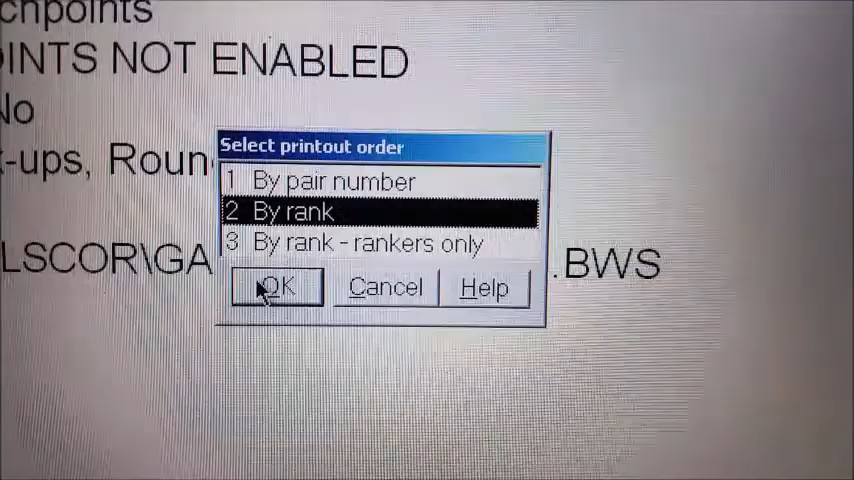 chpoints
OINTS NOT ENABLED
No
Select printout order
-ups, Roun
1 By pair number
2 By rank
3 By rank - rankers only
LSCOR\GA .BWS
OK Cancel Help